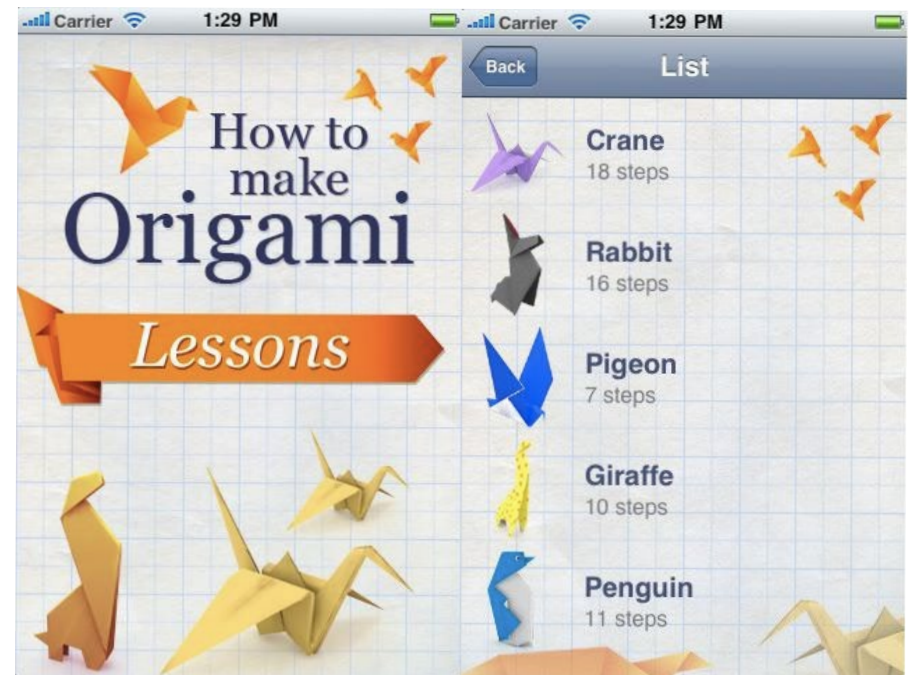 Carrier 1:29 PM
How to
make
Origami
Lessons
Carrier 1:29 PM
Back List
Crane
18 steps
Rabbit
16 steps
Pigeon
7 steps
Giraffe
10 steps
Penguin
11 steps